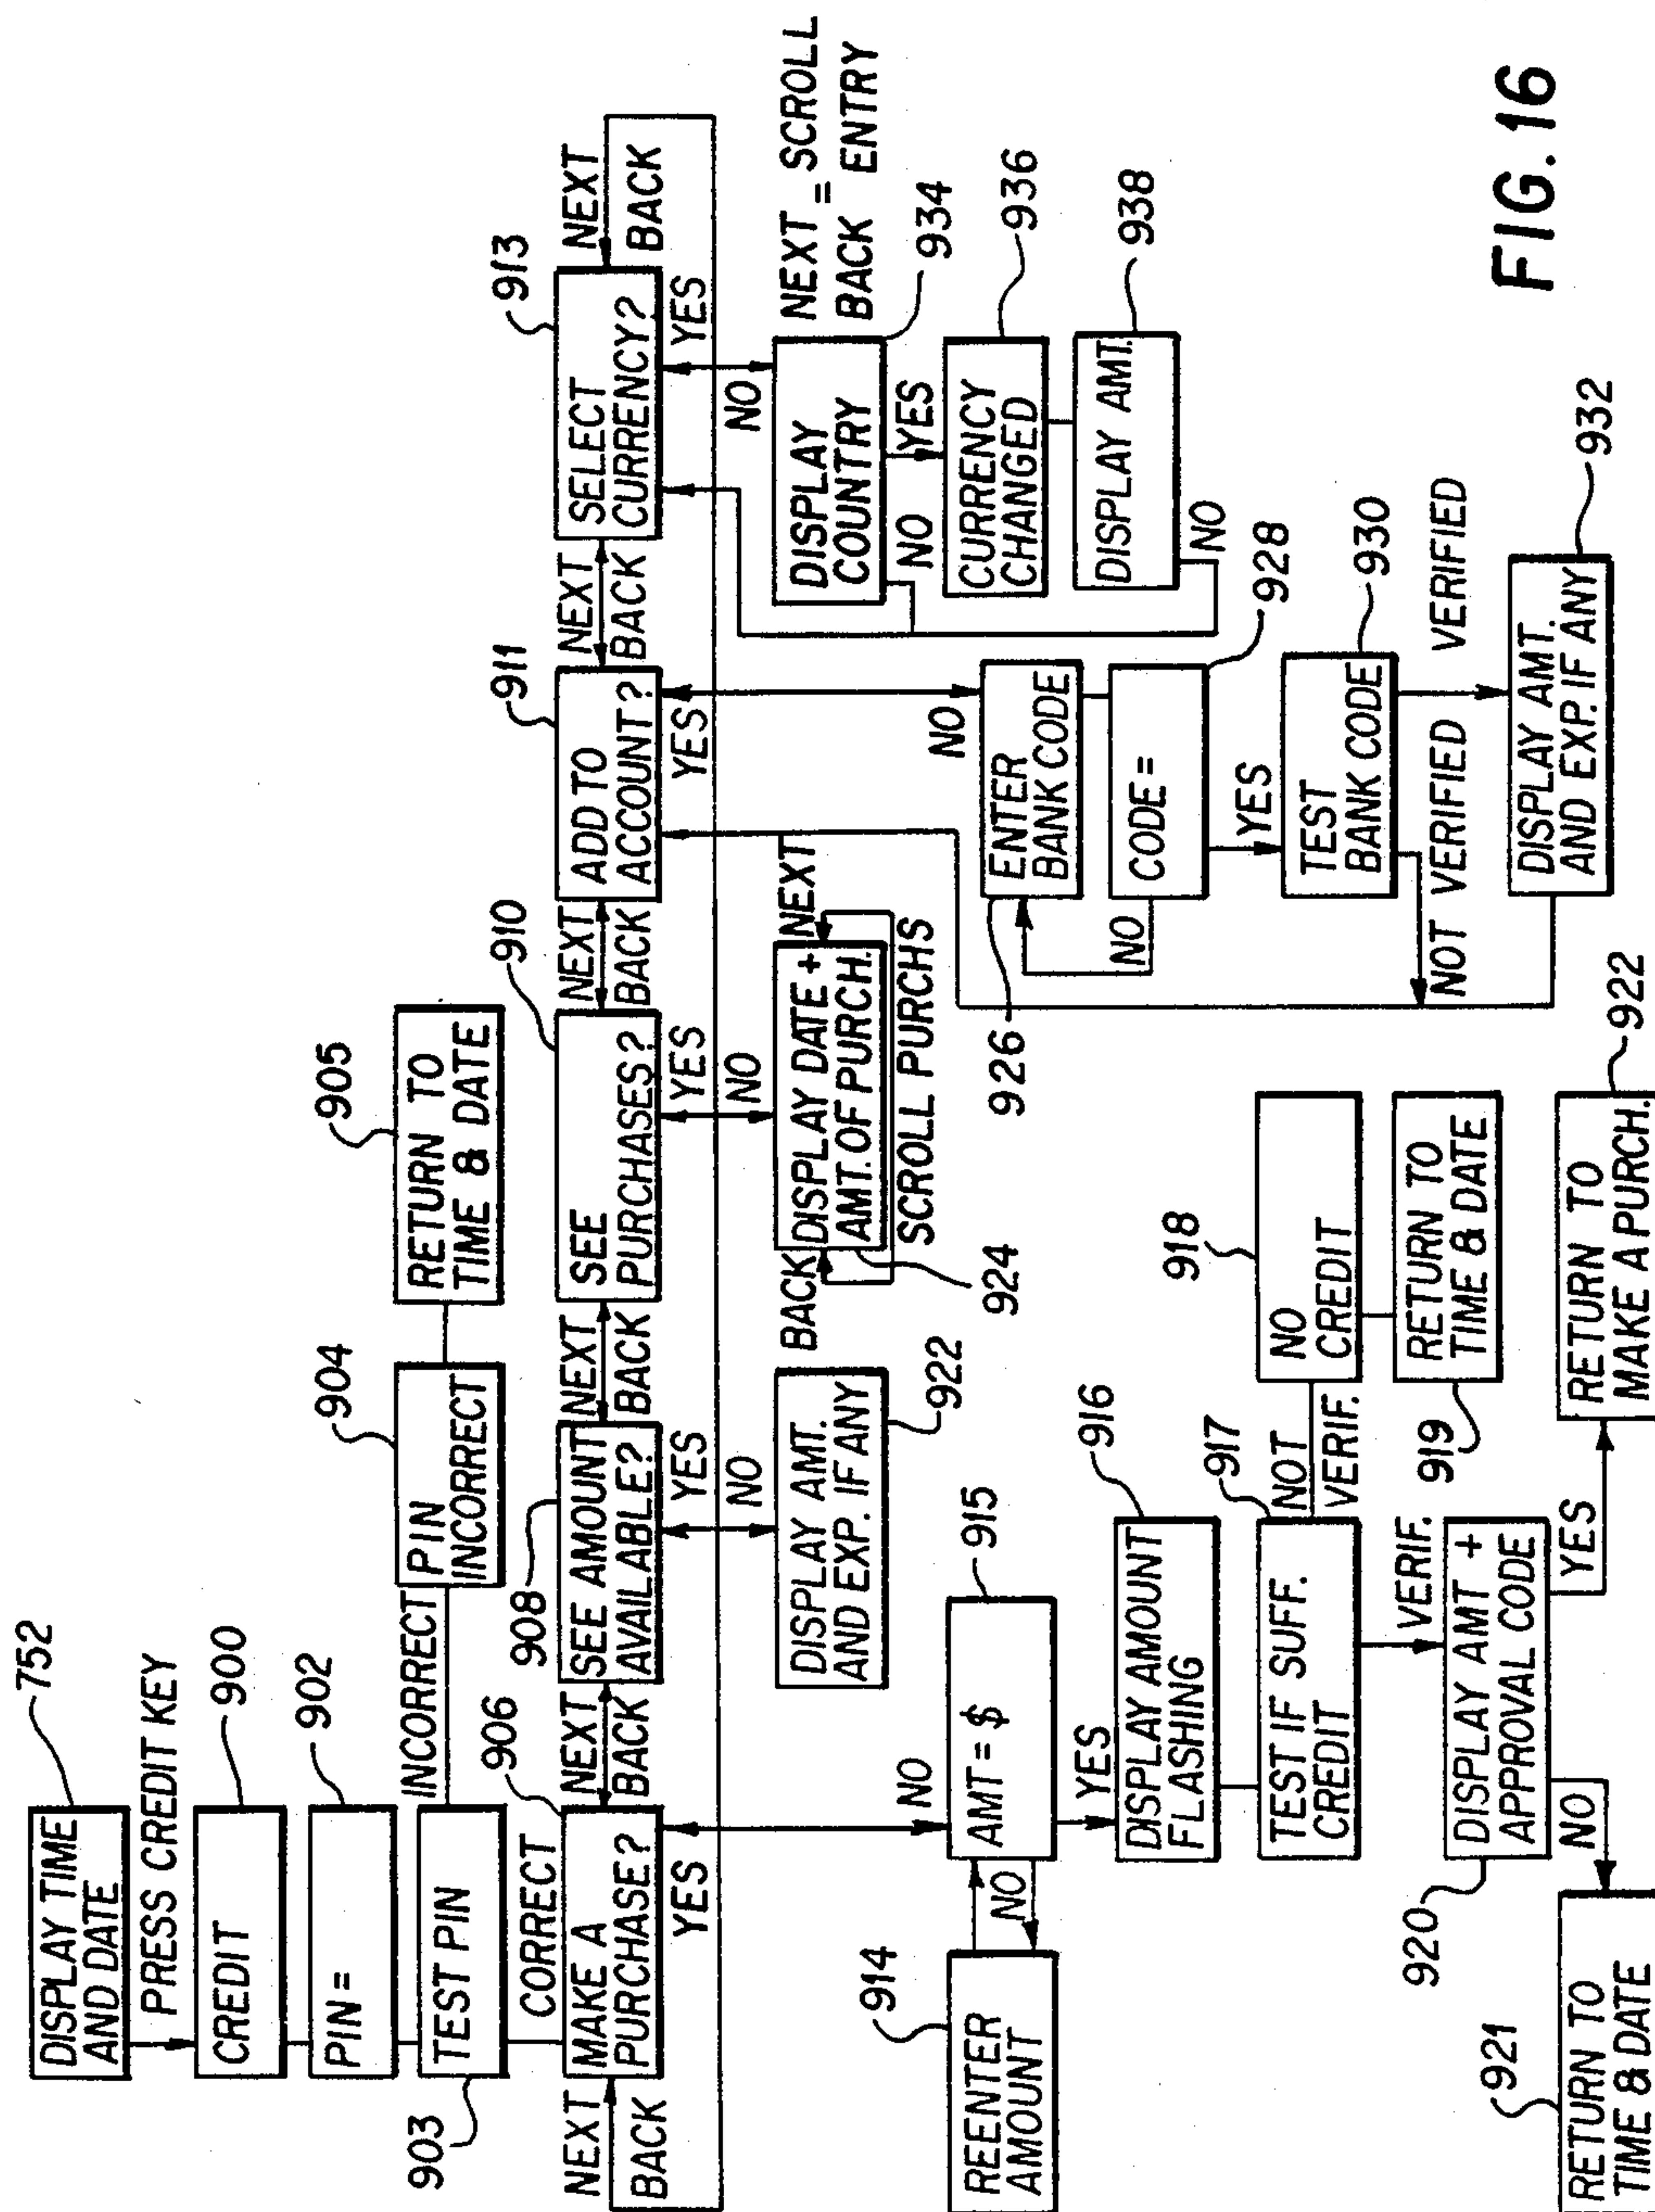 752
DISPLAY TIME
AND DATE
PRESS CREDIT KEY
CREDIT
900
PIN =
902
TEST PIN
903
INCORRECT
PIN
INCORRECT
904
RETURN TO
TIME & DATE
905
CORRECT
NEXT
BACK
MAKE A
PURCHASE?
906
NEXT
BACK
SEE AMOUNT
AVAILABLE?
908
NEXT
BACK
SEE
PURCHASES?
910
NEXT
BACK
ADD TO
ACCOUNT?
911
NEXT
BACK
SELECT
CURRENCY?
913
NEXT
BACK
YES
NO
YES
NO
YES
NO
YES
NO
YES
NO
REENTER
AMOUNT
914
NO
AMT = $
915
YES
DISPLAY AMOUNT
FLASHING
916
TEST IF SUFF.
CREDIT
917
NOT
VERIF.
NO
CREDIT
918
RETURN TO
TIME & DATE
919
VERIF.
DISPLAY AMT +
APPROVAL CODE
920
NO
RETURN TO
TIME & DATE
921
YES
RETURN TO
MAKE A PURCH.
922
DISPLAY AMT.
AND EXP. IF ANY
922
BACK
DISPLAY DATE +
AMT. OF PURCH.
NEXT
SCROLL PURCHS
924
ENTER
BANK CODE
926
NO
CODE =
928
YES
TEST
BANK CODE
930
NOT VERIFIED
VERIFIED
DISPLAY AMT.
AND EXP. IF ANY
932
DISPLAY
COUNTRY
934
NEXT = SCROLL
BACK ENTRY
NO
YES
CURRENCY
CHANGED
936
DISPLAY AMT.
938
NO
FIG. 16